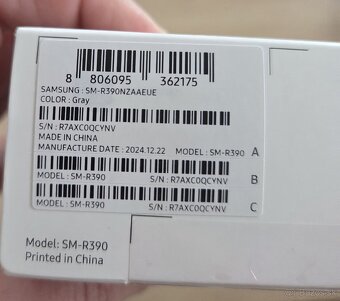 8 806095 362175
SAMSUNG : SM-R390NZAAEUE
COLOR : Gray
S/N : R7AXC0QCYNV
MADE IN CHINA
MANUFACTURE DATE : 2024.12.22 MODEL: SM-R390 A
MODEL : SM-R390 S/N : R7AXC0QCYNV B
MODEL : SM-R390 S/N : R7AXC0QCYNV C
Model: SM-R390
Printed in China